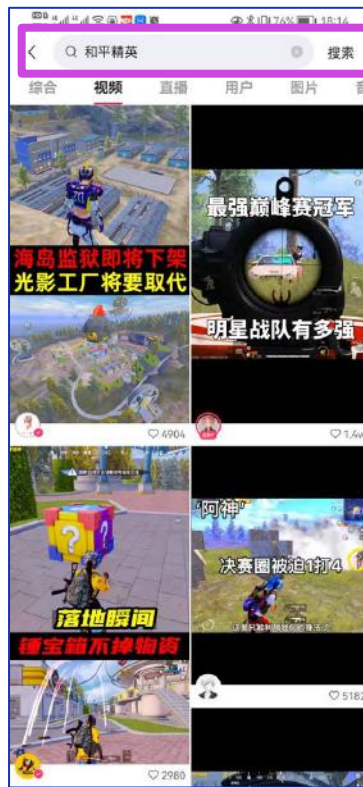 76% 18:14
和平精英 搜索
综合 视频 直播 用户 图片 音
海岛监狱即将下架
光影工厂将要取代
4904
最强巅峰赛冠军
明星战队有多强
1.4w
落地瞬间
锤宝箱不掉物资
2980
'阿神'
决赛圈被迫1打4
5182